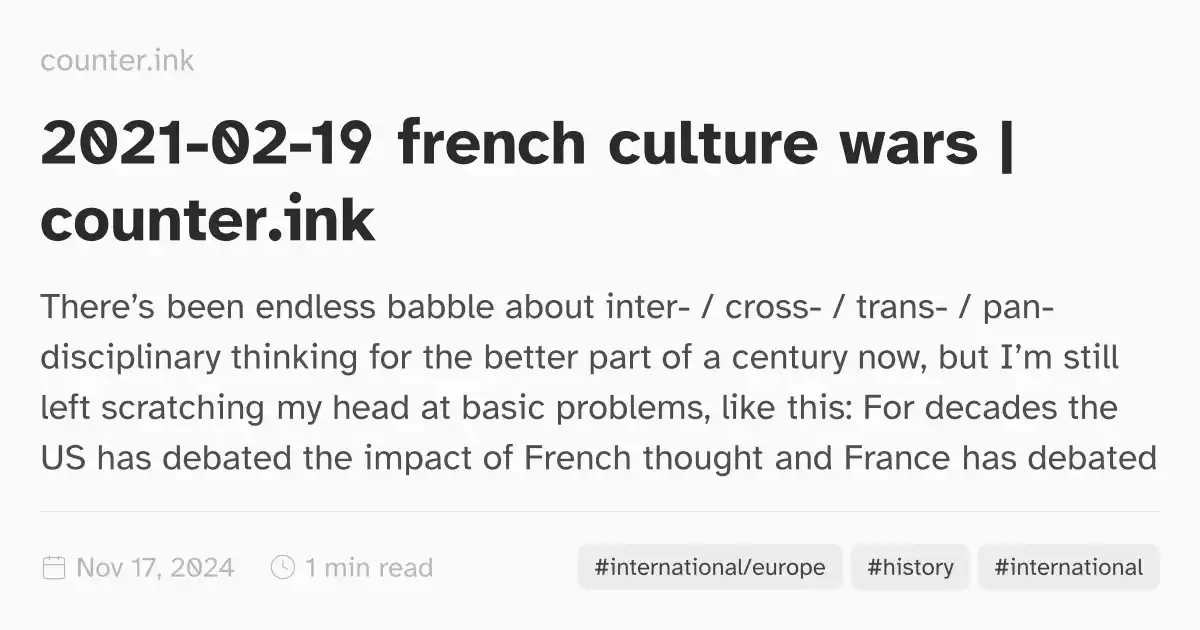 counter.ink
2021-02-19 french culture wars |
counter.ink
There’s been endless babble about inter- / cross- / trans- / pan-
disciplinary thinking for the better part of a century now, but I’m still
left scratching my head at basic problems, like this: For decades the
US has debated the impact of French thought and France has debated
Nov 17, 2024 1 min read #international/europe #history #international